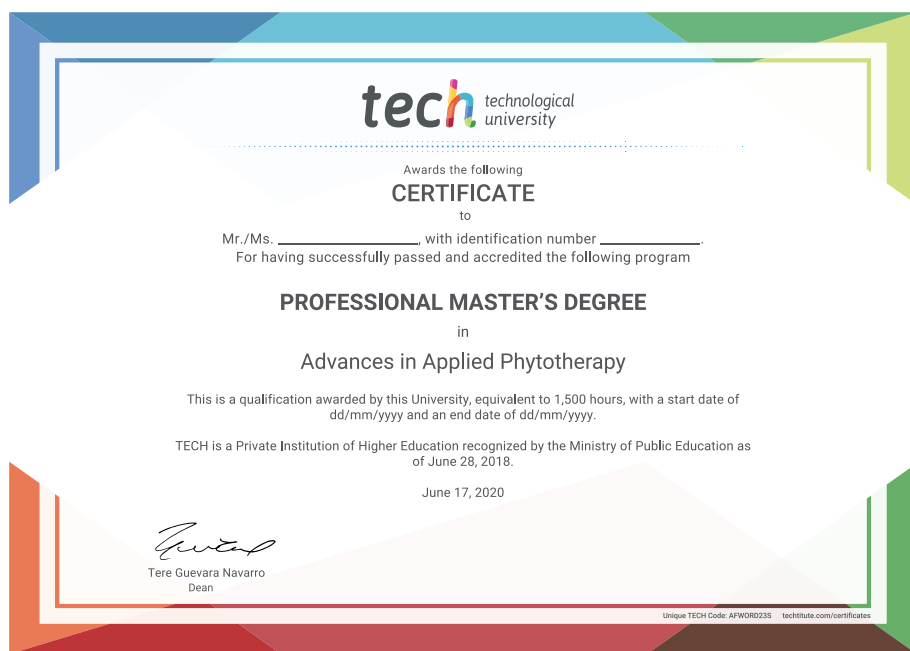 tech technological
university
Awards the following
CERTIFICATE
to
Mr./Ms. ____________________, with identification number ______________.
For having successfully passed and accredited the following program
PROFESSIONAL MASTER'S DEGREE
in
Advances in Applied Phytotherapy
This is a qualification awarded by this University, equivalent to 1,500 hours, with a start date of
dd/mm/yyyy and an end date of dd/mm/yyyy.
TECH is a Private Institution of Higher Education recognized by the Ministry of Public Education as
of June 28, 2018.
June 17, 2020
Tere Guevara Navarro
Dean
Unique TECH Code: AFWORD23S techtitute.com/certificates